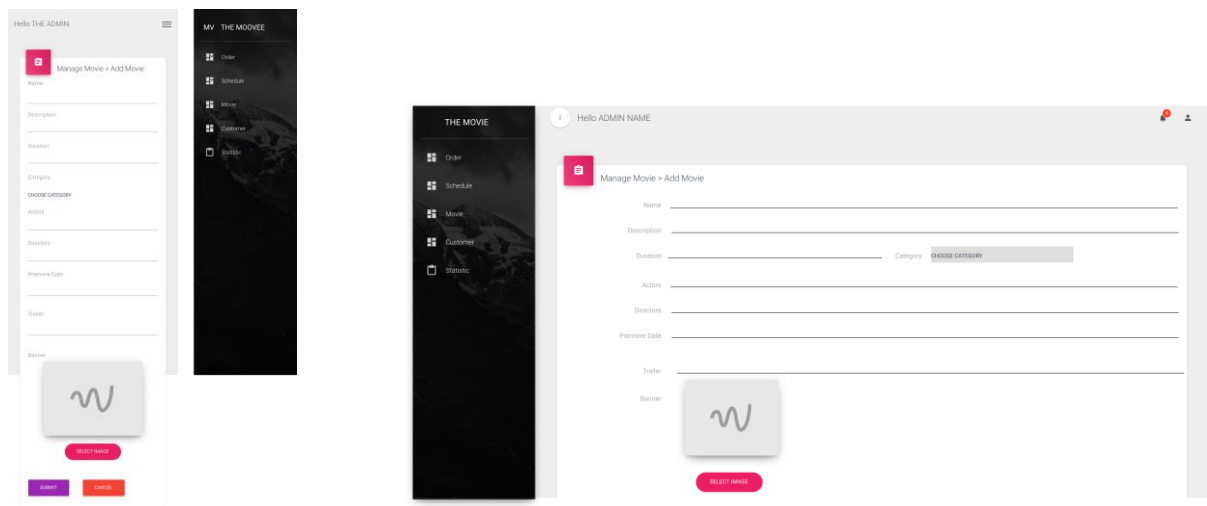 Hello THE ADMIN
Manage Movie > Add Movie
Name
Description
Duration
Category
CHOOSE CATEGORY
Actors
Directors
Premiere Date
Trailer
Banner
SELECT IMAGE
SUBMIT
CANCEL
MV THE MOOVEE
Order
Schedule
Movie
Customer
Statistic
THE MOVIE
Order
Schedule
Movie
Customer
Statistic
Hello ADMIN NAME
Manage Movie > Add Movie
Name
Description
Duration
Category CHOOSE CATEGORY
Actors
Directors
Premiere Date
Trailer
Banner
SELECT IMAGE